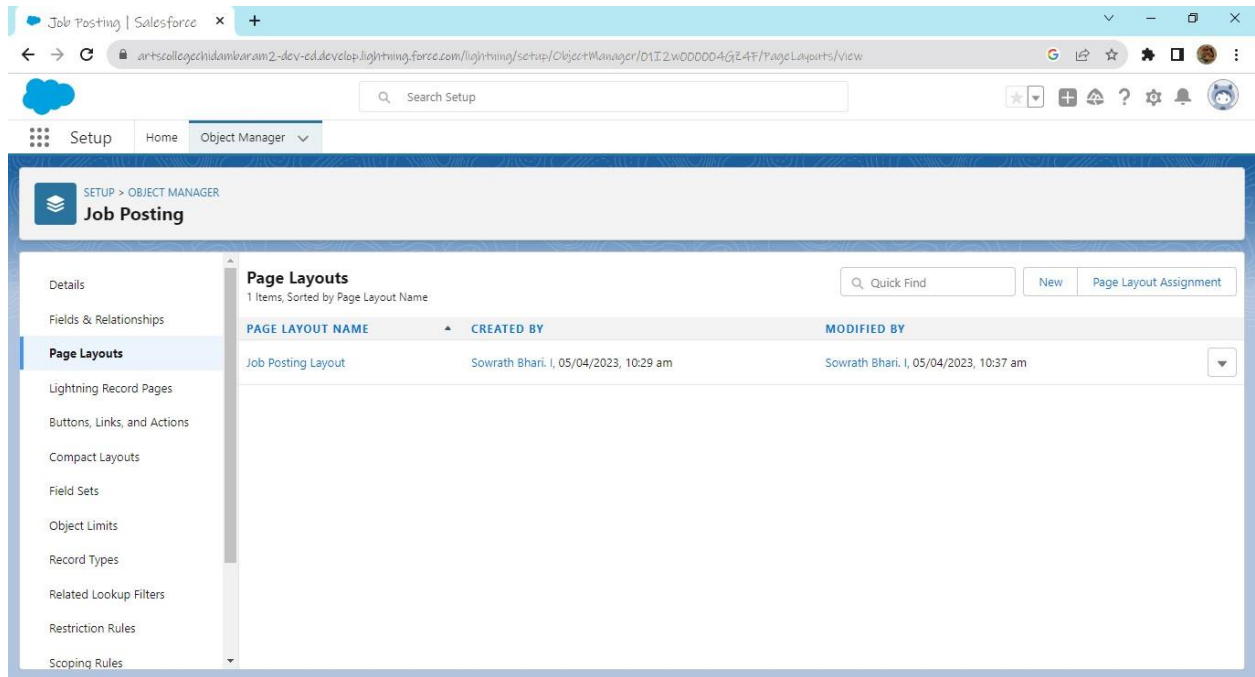 Job Posting | Salesforce
artscollegechidambaram2-dev-ed.develop.lightning.force.com/lightning/setup/ObjectManager/01I2w000004GZ4F/PageLayouts/view
Search Setup
Setup Home Object Manager
SETUP > OBJECT MANAGER
Job Posting
Details
Fields & Relationships
Page Layouts
Lightning Record Pages
Buttons, Links, and Actions
Compact Layouts
Field Sets
Object Limits
Record Types
Related Lookup Filters
Restriction Rules
Scoping Rules
Page Layouts
1 Items, Sorted by Page Layout Name
Quick Find
New
Page Layout Assignment
PAGE LAYOUT NAME CREATED BY MODIFIED BY
Job Posting Layout Sowrath Bhari. I, 05/04/2023, 10:29 am Sowrath Bhari. I, 05/04/2023, 10:37 am